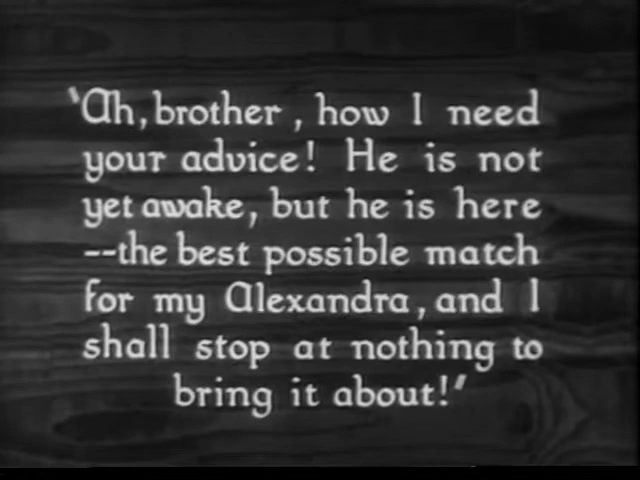 "Ah, brother, how I need
your advice! He is not
yet awake, but he is here
--the best possible match
for my Alexandra, and I
shall stop at nothing to
bring it about!"